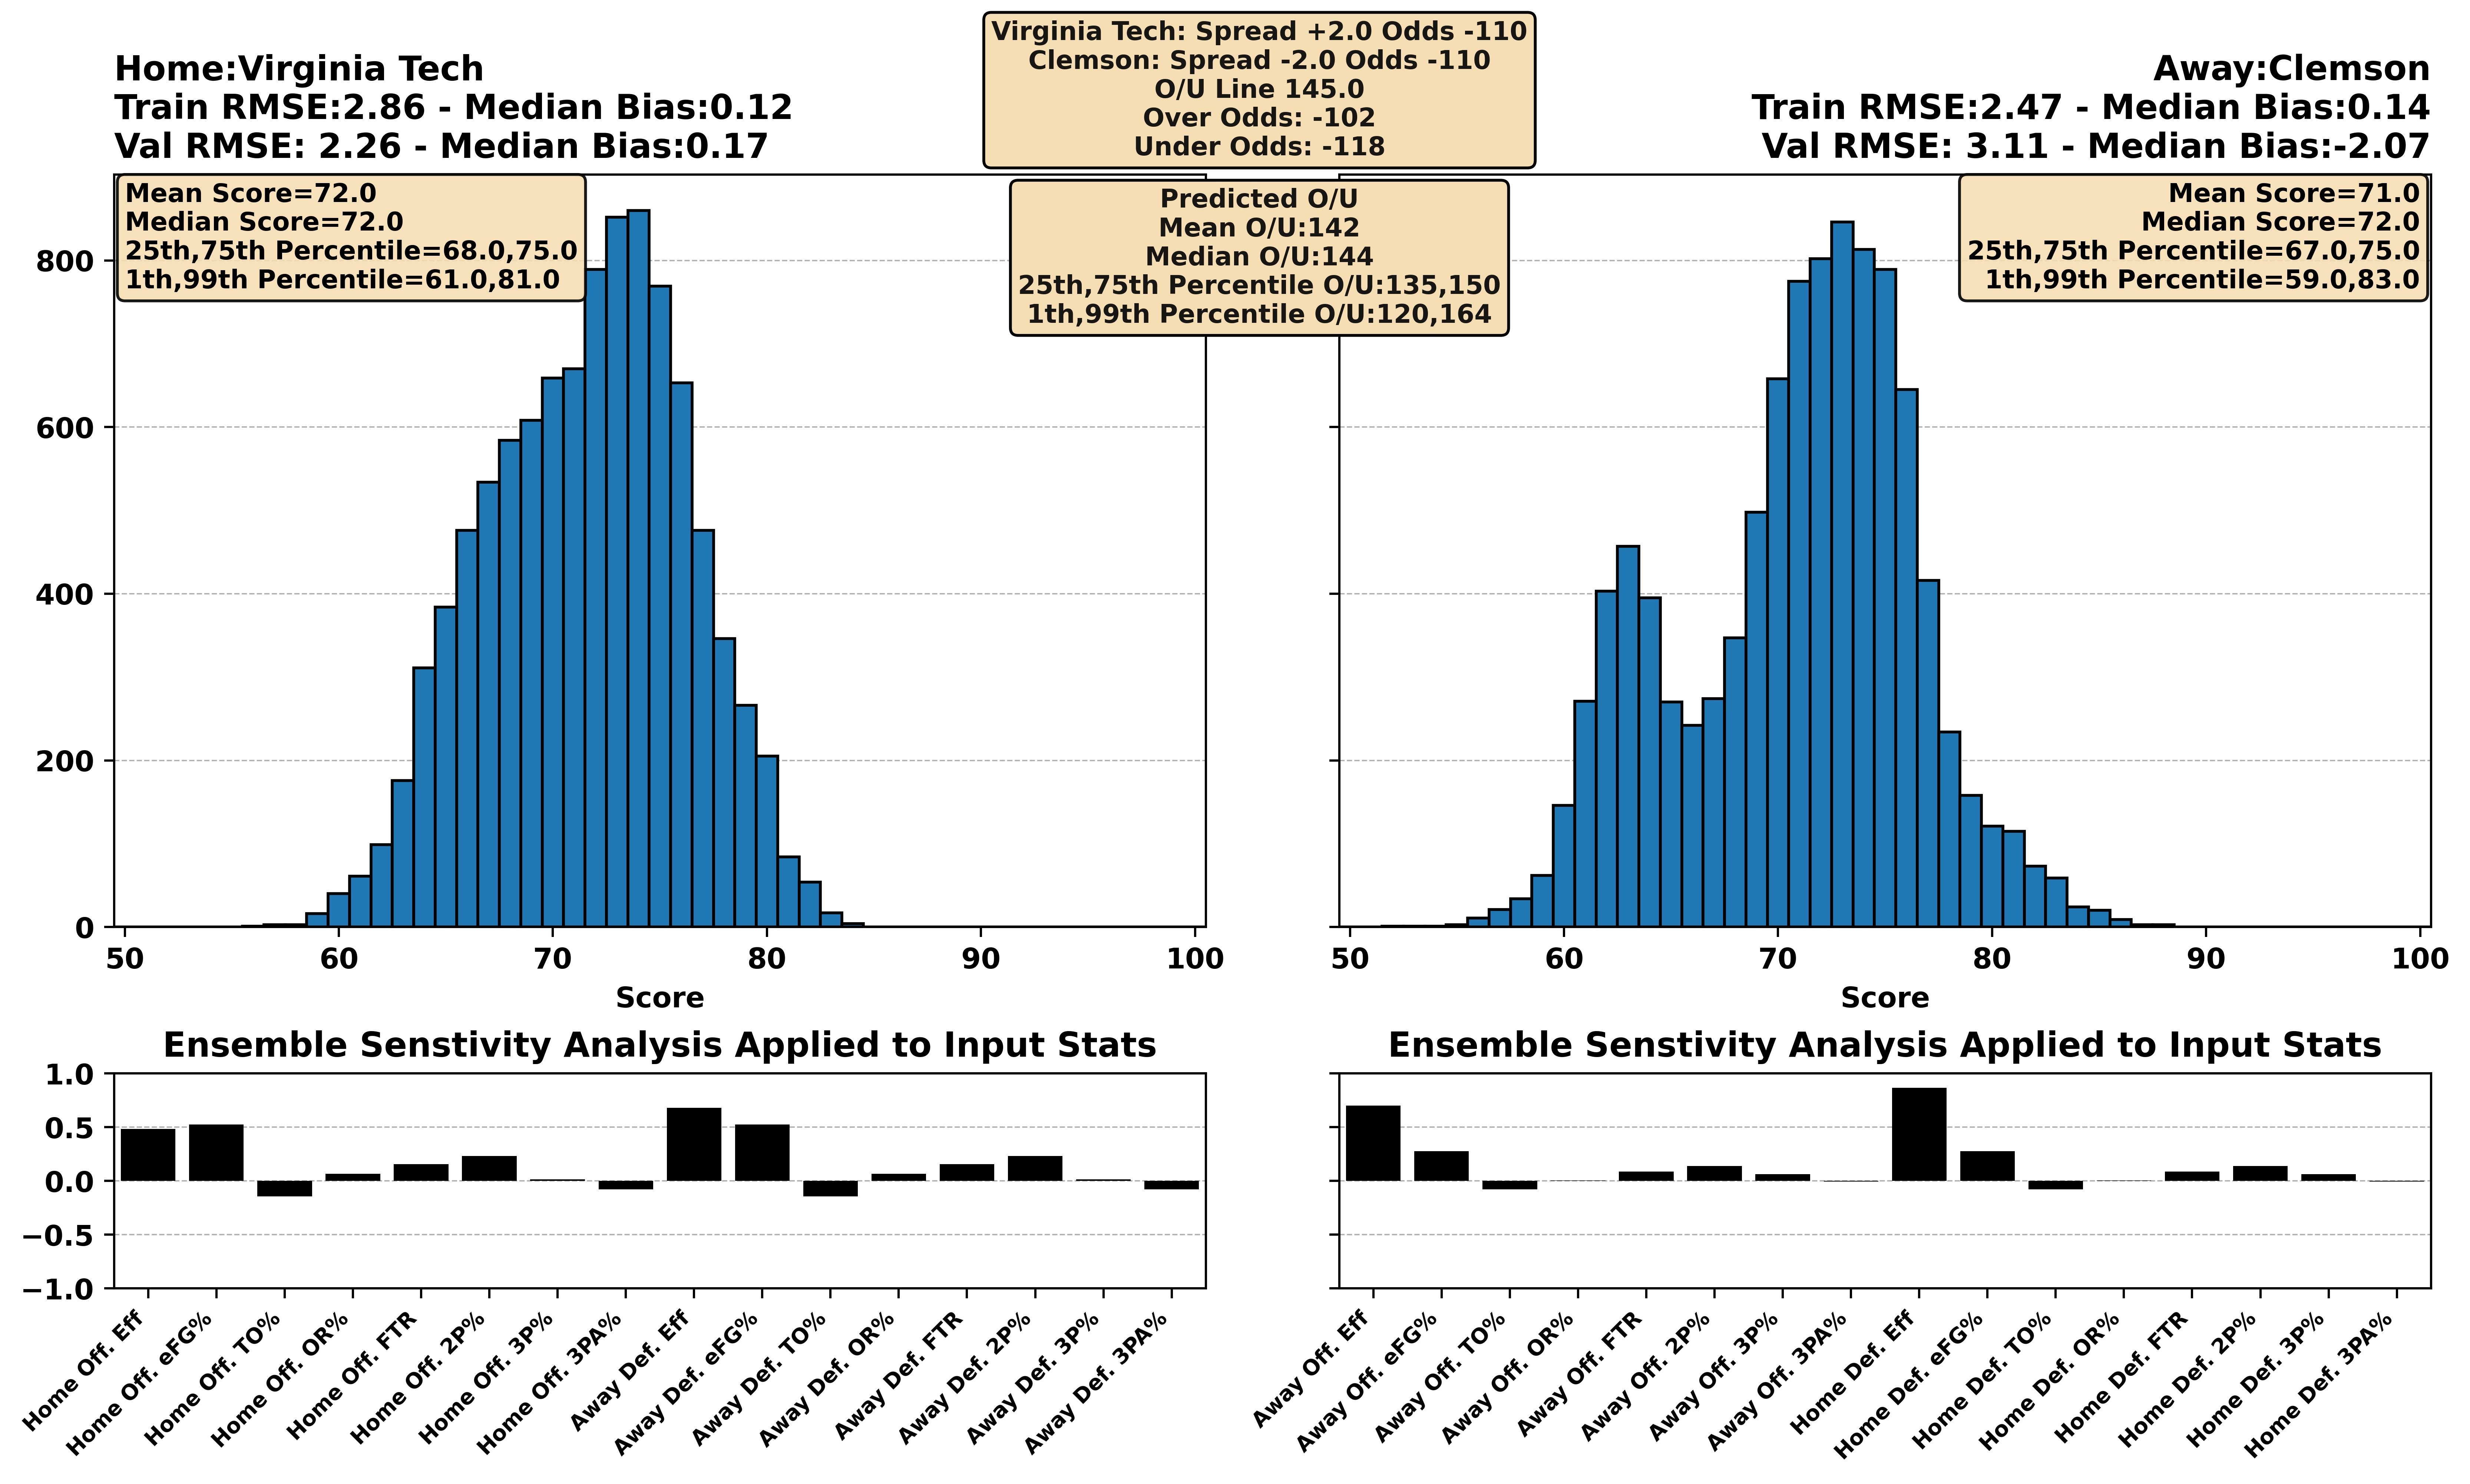 Virginia Tech: Spread +2.0 Odds -110
Clemson: Spread -2.0 Odds -110
O/U Line 145.0
Over Odds: -102
Under Odds: -118
Home:Virginia Tech
Train RMSE:2.86 - Median Bias:0.12
Val RMSE: 2.26 - Median Bias:0.17
Away:Clemson
Train RMSE:2.47 - Median Bias:0.14
Val RMSE: 3.11 - Median Bias:-2.07
Mean Score=72.0
Median Score=72.0
25th,75th Percentile=68.0,75.0
1th,99th Percentile=61.0,81.0
Predicted O/U
Mean O/U:142
Median O/U:144
25th,75th Percentile O/U:135,150
1th,99th Percentile O/U:120,164
Mean Score=71.0
Median Score=72.0
25th,75th Percentile=67.0,75.0
1th,99th Percentile=59.0,83.0
800
600
400
200
0
50 60 70 80 90 100
Score
50 60 70 80 90 100
Score
Ensemble Senstivity Analysis Applied to Input Stats
1.0
0.5
0.0
−0.5
−1.0
Home Off. Eff
Home Off. eFG%
Home Off. TO%
Home Off. OR%
Home Off. FTR
Home Off. 2P%
Home Off. 3P%
Home Off. 3PA%
Away Def. Eff
Away Def. eFG%
Away Def. TO%
Away Def. OR%
Away Def. FTR
Away Def. 2P%
Away Def. 3P%
Away Def. 3PA%
Ensemble Senstivity Analysis Applied to Input Stats
Away Off. Eff
Away Off. eFG%
Away Off. TO%
Away Off. OR%
Away Off. FTR
Away Off. 2P%
Away Off. 3P%
Away Off. 3PA%
Home Def. Eff
Home Def. eFG%
Home Def. TO%
Home Def. OR%
Home Def. FTR
Home Def. 2P%
Home Def. 3P%
Home Def. 3PA%